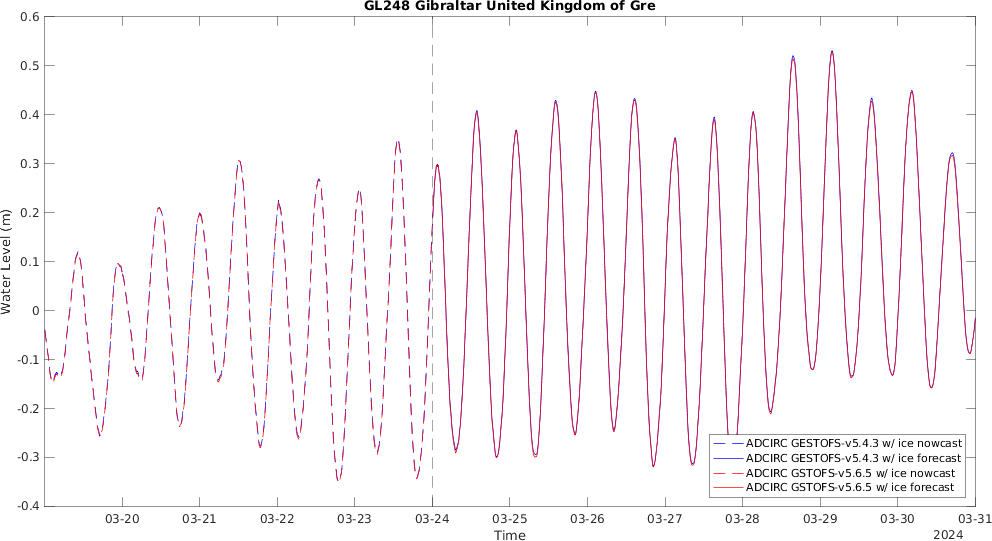 GL248 Gibraltar United Kingdom of Gre
0.6
0.5
0.4
0.3
0.2
0.1
0
-0.1
-0.2
-0.3
-0.4
Water Level (m)
03-20 03-21 03-22 03-23 03-24 03-25 03-26 03-27 03-28 03-29 03-30 03-31
Time
2024
ADCIRC GESTOFS-v5.4.3 w/ ice nowcast
ADCIRC GESTOFS-v5.4.3 w/ ice forecast
ADCIRC GSTOFS-v5.6.5 w/ ice nowcast
ADCIRC GSTOFS-v5.6.5 w/ ice forecast